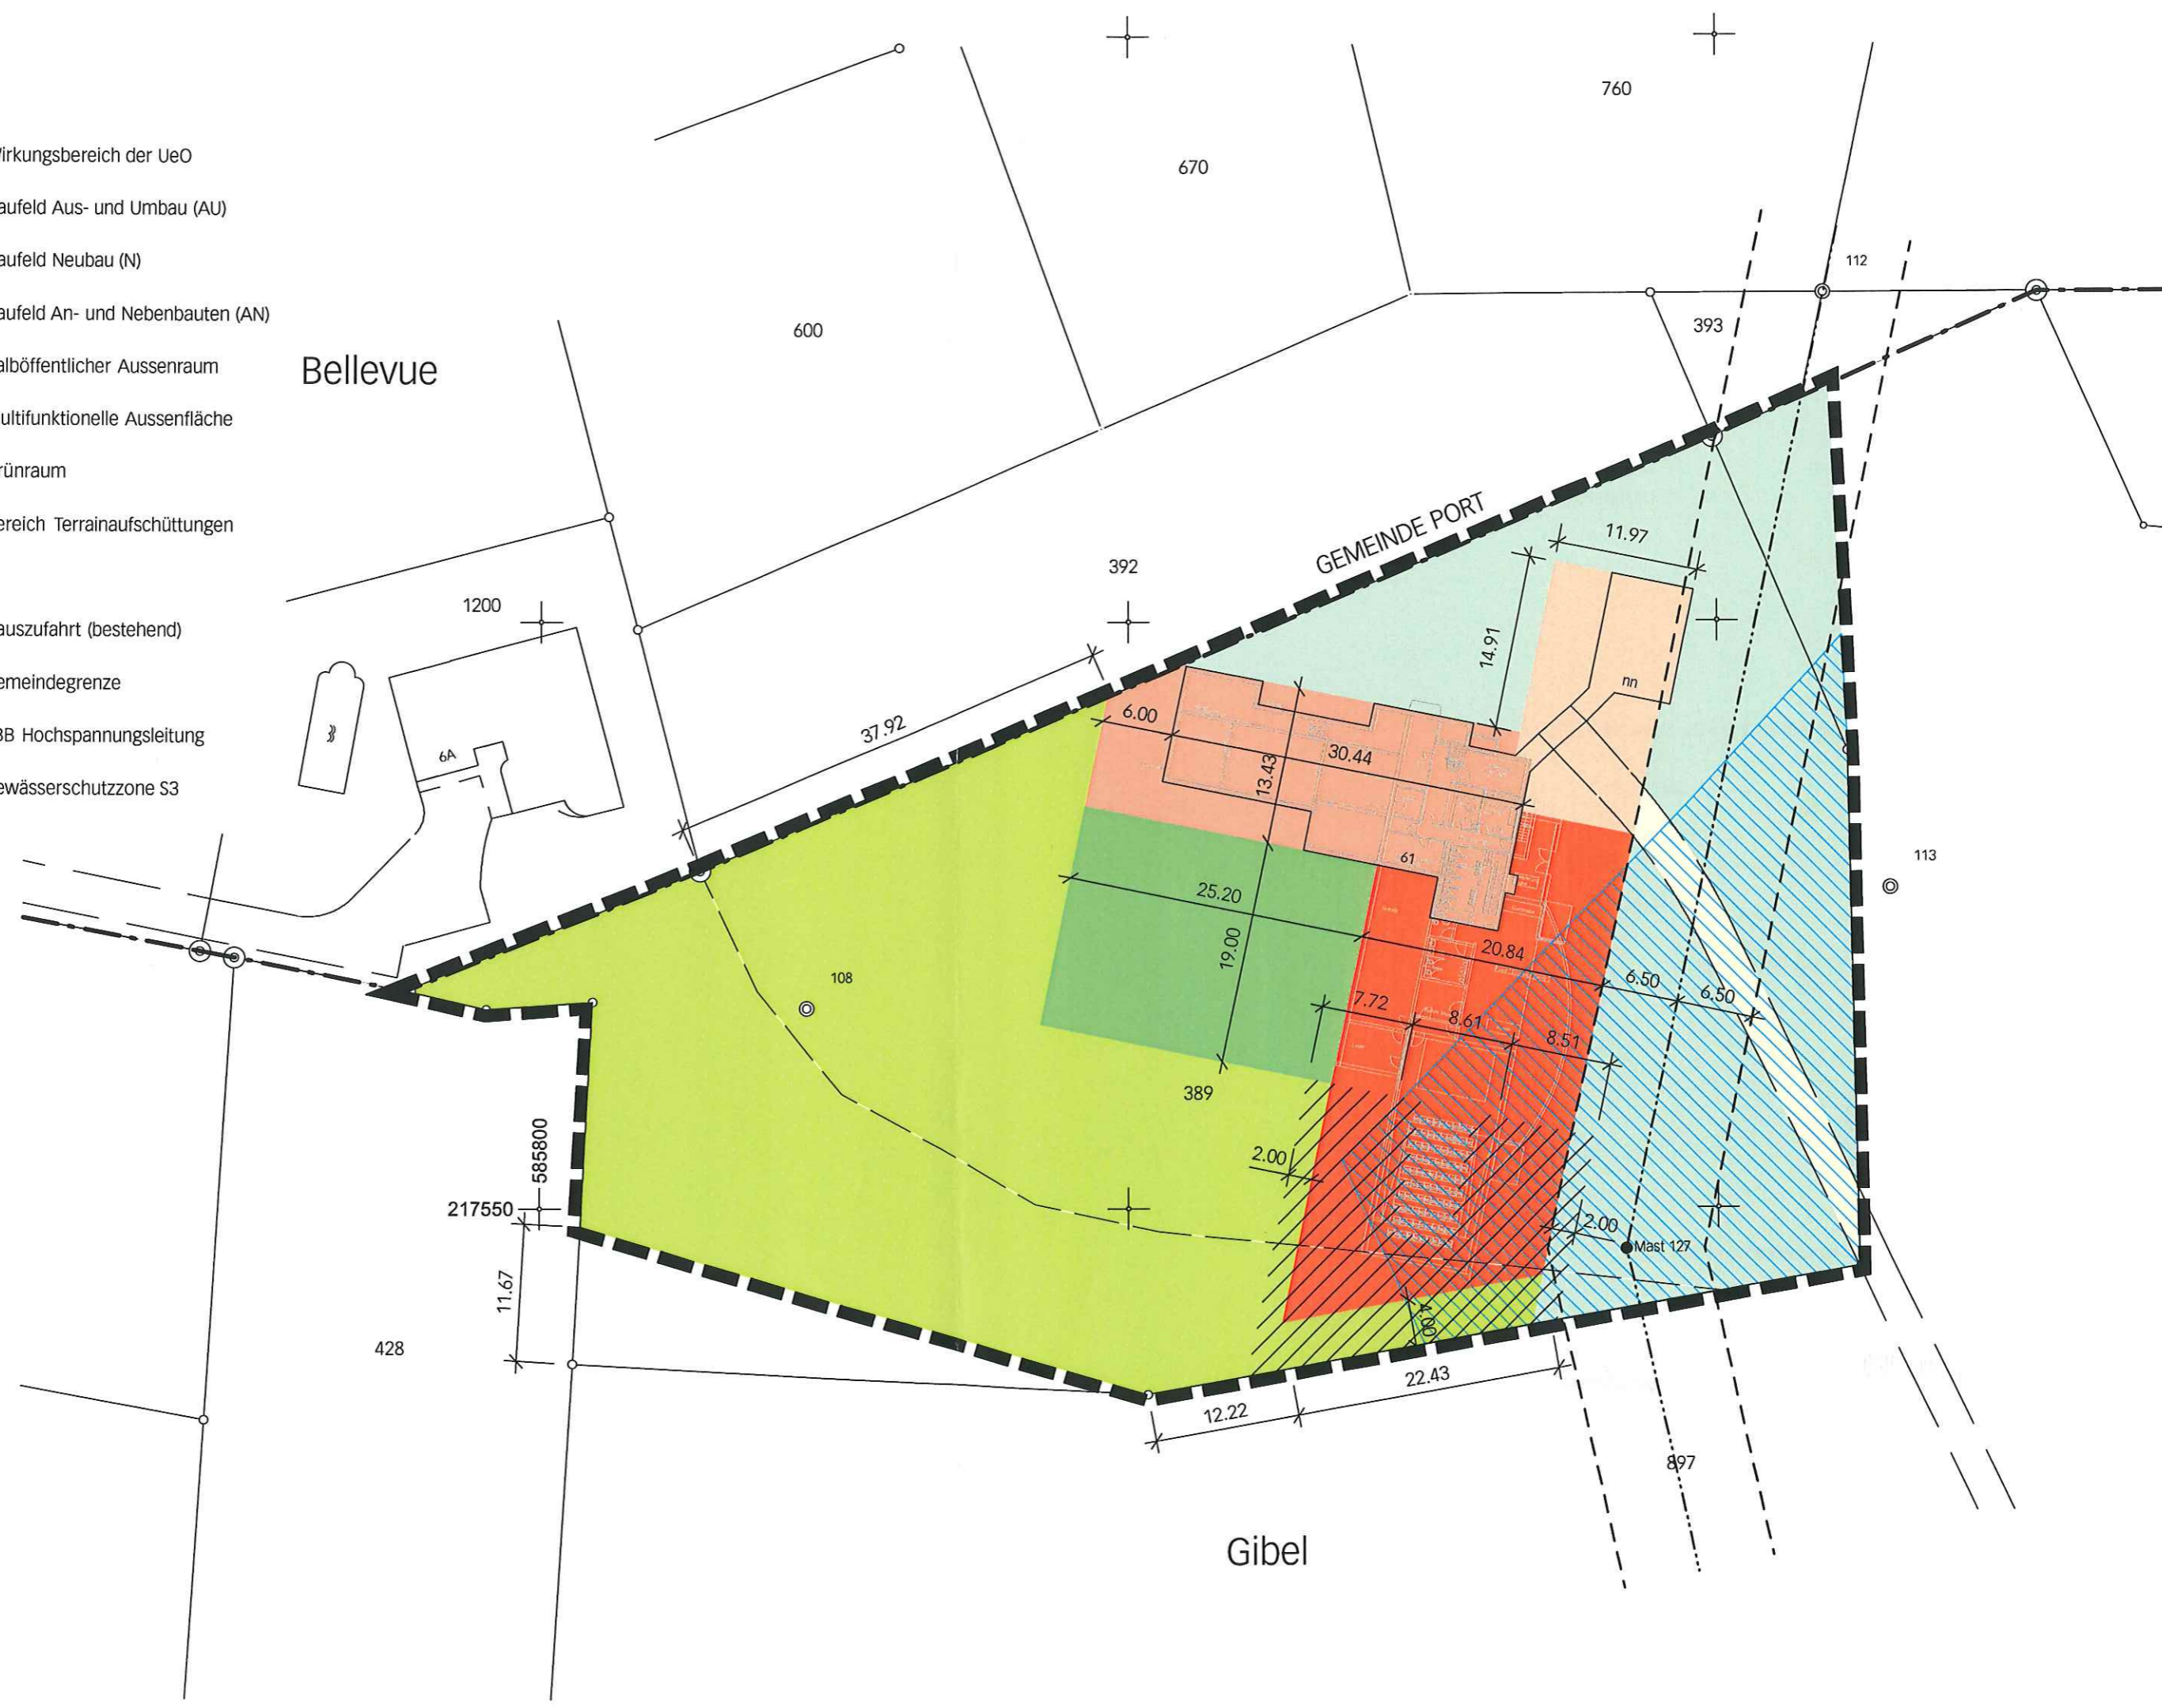 irkungsbereich der UeO
aufeld Aus- und Umbau (AU)
aufeld Neubau (N)
aufeld An- und Nebenbauten (AN)
alböffentlicher Aussenraum
ultifunktionelle Aussenfläche
rünraum
ereich Terrainaufschüttungen
auszufahrt (bestehend)
emeindegrenze
BB Hochspannungsleitung
ewässerschutzzone S3
Bellevue
760
670
600
112
393
392
1200
6A
GEMEINDE PORT
11.97
14.91
nn
37.92
6.00
30.44
13.43
61
25.20
19.00
20.84
6.50
6.50
7.72
8.61
8.51
113
108
389
2.00
2.00
Mast 127
4.00
585800
217550
11.67
428
12.22
22.43
897
Gibel